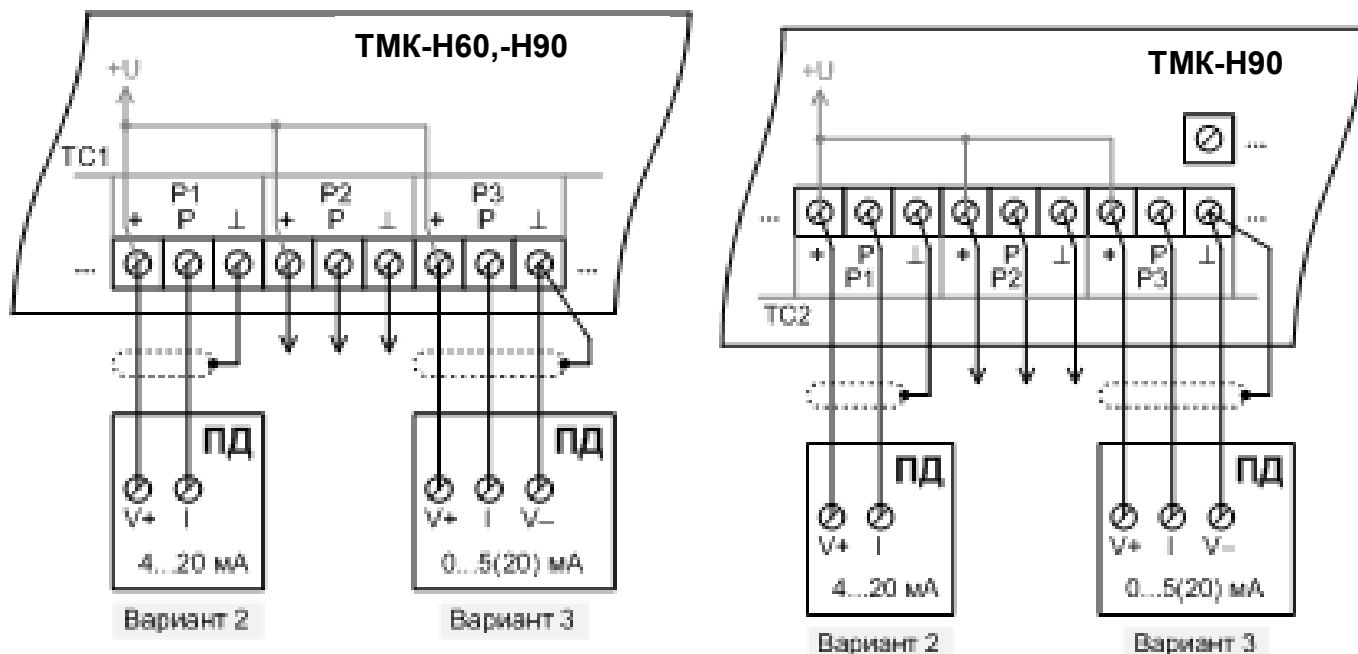 ТМК-Н60,-Н90
+U
ТС1
Р1 Р2 Р3
+ Р ⊥ + Р ⊥ + Р ⊥
... ...
ПД ПД
V+ I V+ I V–
4...20 мА 0...5(20) мА
Вариант 2 Вариант 3
ТМК-Н90
+U
...
... ...
+ Р ⊥ + Р ⊥ + Р ⊥
Р1 Р2 Р3
ТС2
ПД ПД
V+ I V+ I V–
4...20 мА 0...5(20) мА
Вариант 2 Вариант 3